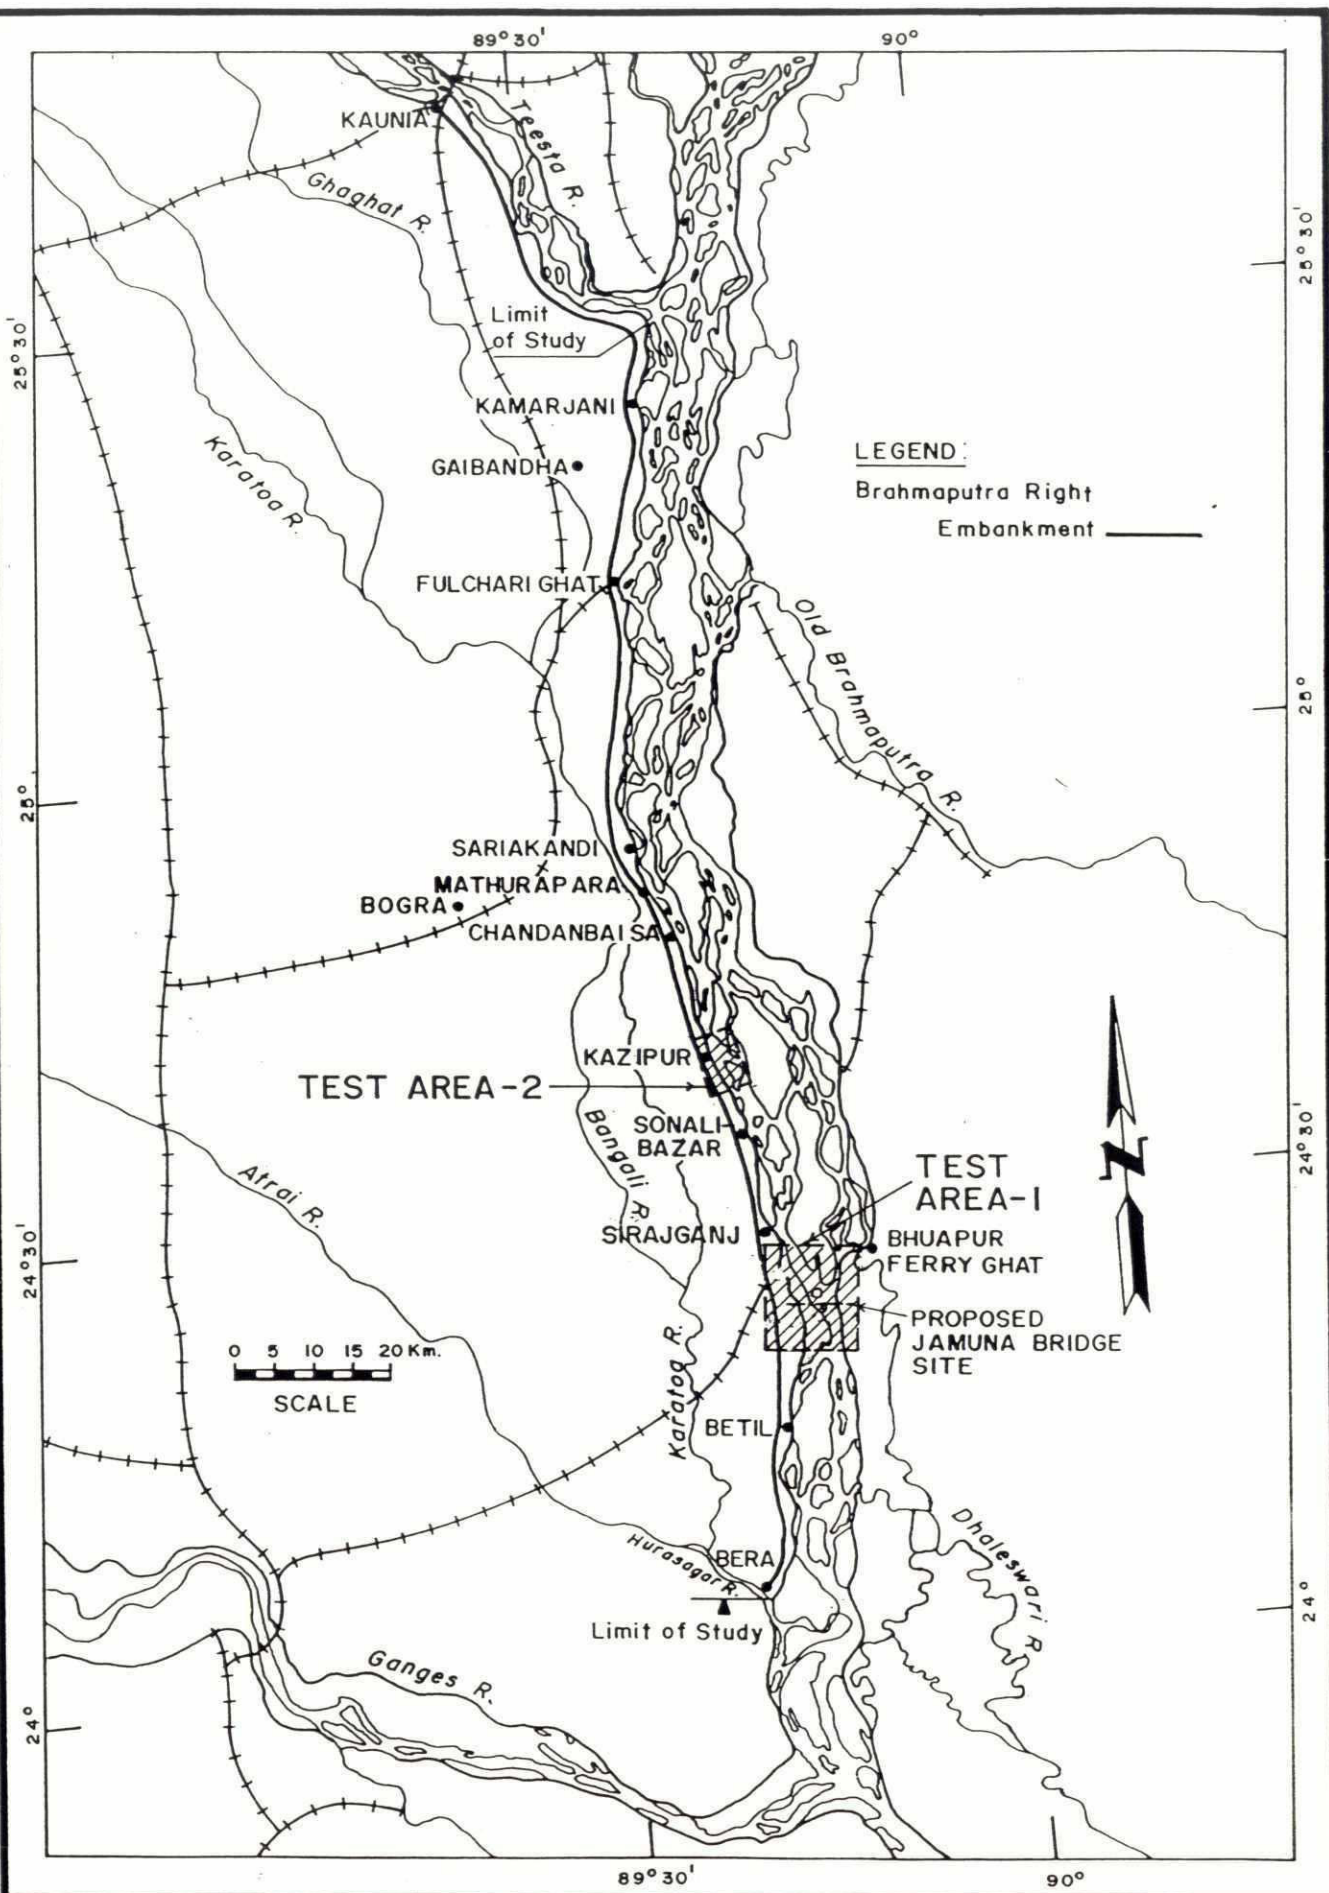 89°30'
90°
KAUNIA
Teesta R.
Ghaghat R.
25°30'
Limit
of Study
25°30'
KAMARJANI
Karatoa R.
GAIBANDHA
LEGEND:
Brahmaputra Right
Embankment
FULCHARI GHAT
Old Brahmaputra R.
25°
25°
SARIAKANDI
MATHURAPARA
BOGRA
CHANDANBAISA
KAZIPUR
TEST AREA-2
Bangali R.
SONALI-
BAZAR
24°30'
N
TEST
AREA-1
Atrai R.
SIRAJGANJ
BHUAPUR
FERRY GHAT
24°30'
PROPOSED
JAMUNA BRIDGE
SITE
0 5 10 15 20 Km.
SCALE
Karatoa R.
BETIL
Dhaleswari R.
Hurasagar R.
BERA
24°
Limit of Study
Ganges R.
24°
89°30'
90°